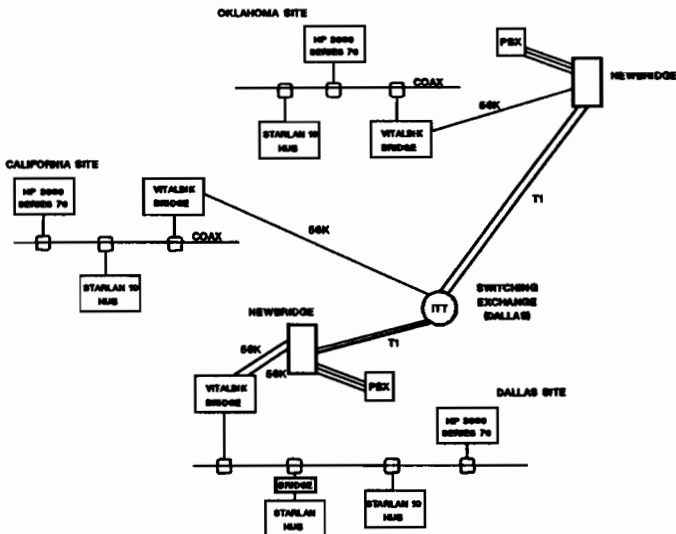 OKLAHOMA SITE
HP 3000
SERIES 70
PBX
NEWBRIDGE
COAX
56K
STARLAN 10
HUB
VITALINK
BRIDGE
CALIFORNIA SITE
HP 3000
SERIES 70
VITALINK
BRIDGE
T1
COAX
56K
STARLAN 10
HUB
ITT
SWITCHING
EXCHANGE
(DALLAS)
NEWBRIDGE
T1
56K
56K
PBX
VITALINK
BRIDGE
DALLAS SITE
HP 3000
SERIES 70
BRIDGE
STARLAN
HUB
STARLAN 10
HUB